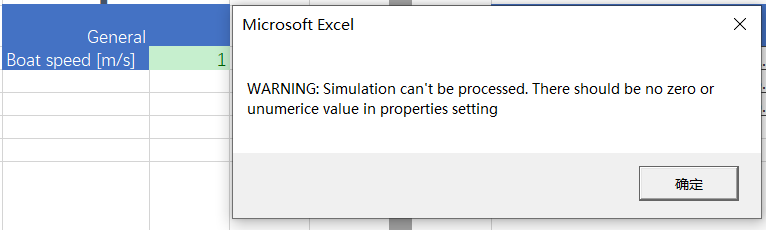 General
Boat speed [m/s]
1
Microsoft Excel
WARNING: Simulation can't be processed. There should be no zero or
unumerice value in properties setting
确定